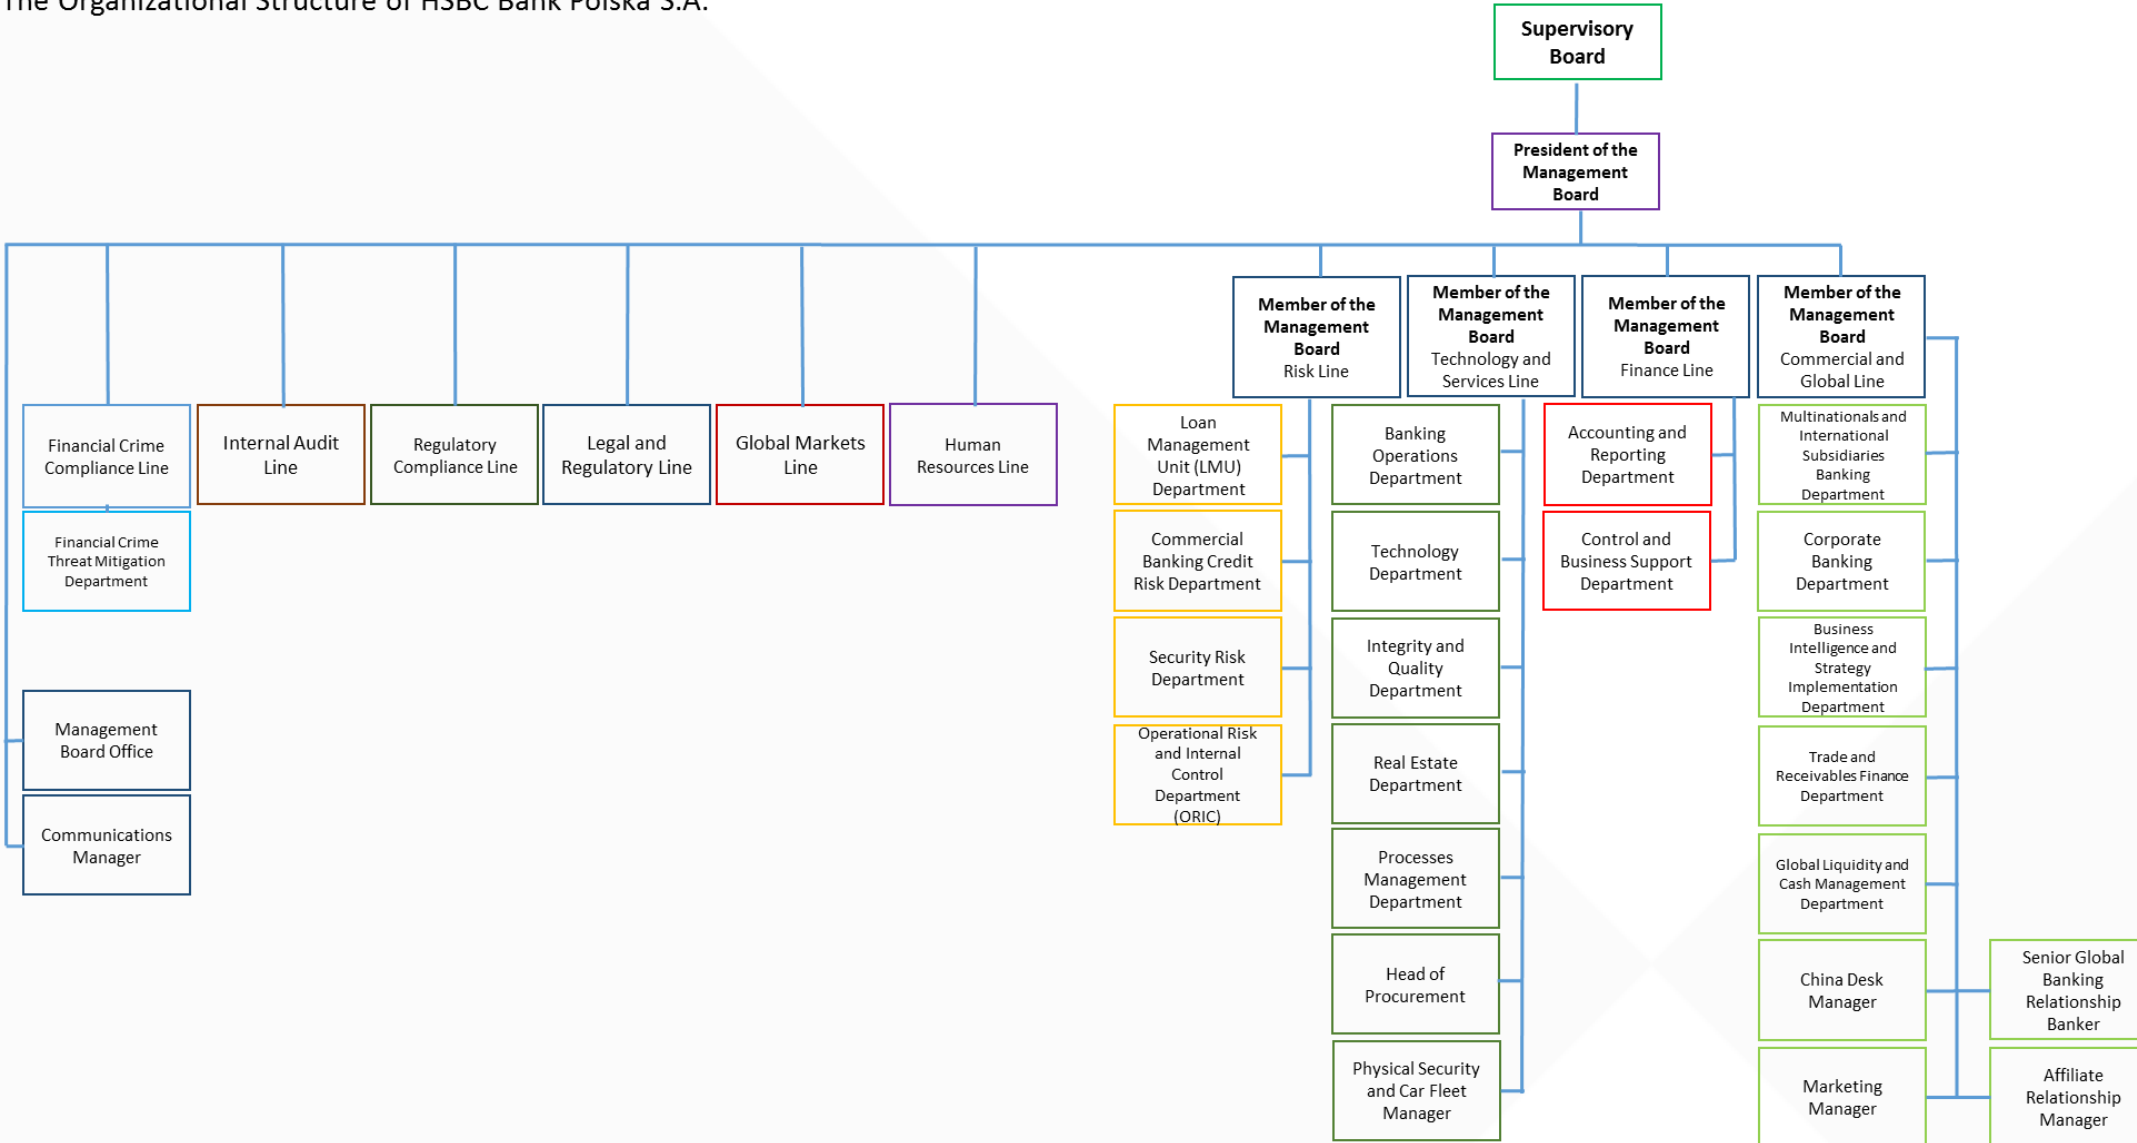 The Organizational Structure of HSBC Bank Polska S.A.
Supervisory
Board
President of the
Management
Board
Member of the
Management
Board
Risk Line
Member of the
Management
Board
Technology and
Services Line
Member of the
Management
Board
Finance Line
Member of the
Management
Board
Commercial and
Global Line
Financial Crime
Compliance Line
Internal Audit
Line
Regulatory
Compliance Line
Legal and
Regulatory Line
Global Markets
Line
Human
Resources Line
Financial Crime
Threat Mitigation
Department
Management
Board Office
Communications
Manager
Loan
Management
Unit (LMU)
Department
Commercial
Banking Credit
Risk Department
Security Risk
Department
Operational Risk
and Internal
Control
Department
(ORIC)
Banking
Operations
Department
Technology
Department
Integrity and
Quality
Department
Real Estate
Department
Processes
Management
Department
Head of
Procurement
Physical Security
and Car Fleet
Manager
Accounting and
Reporting
Department
Control and
Business Support
Department
Multinationals and
International
Subsidiaries
Banking
Department
Corporate
Banking
Department
Business
Intelligence and
Strategy
Implementation
Department
Trade and
Receivables Finance
Department
Global Liquidity and
Cash Management
Department
China Desk
Manager
Marketing
Manager
Senior Global
Banking
Relationship
Banker
Affiliate
Relationship
Manager